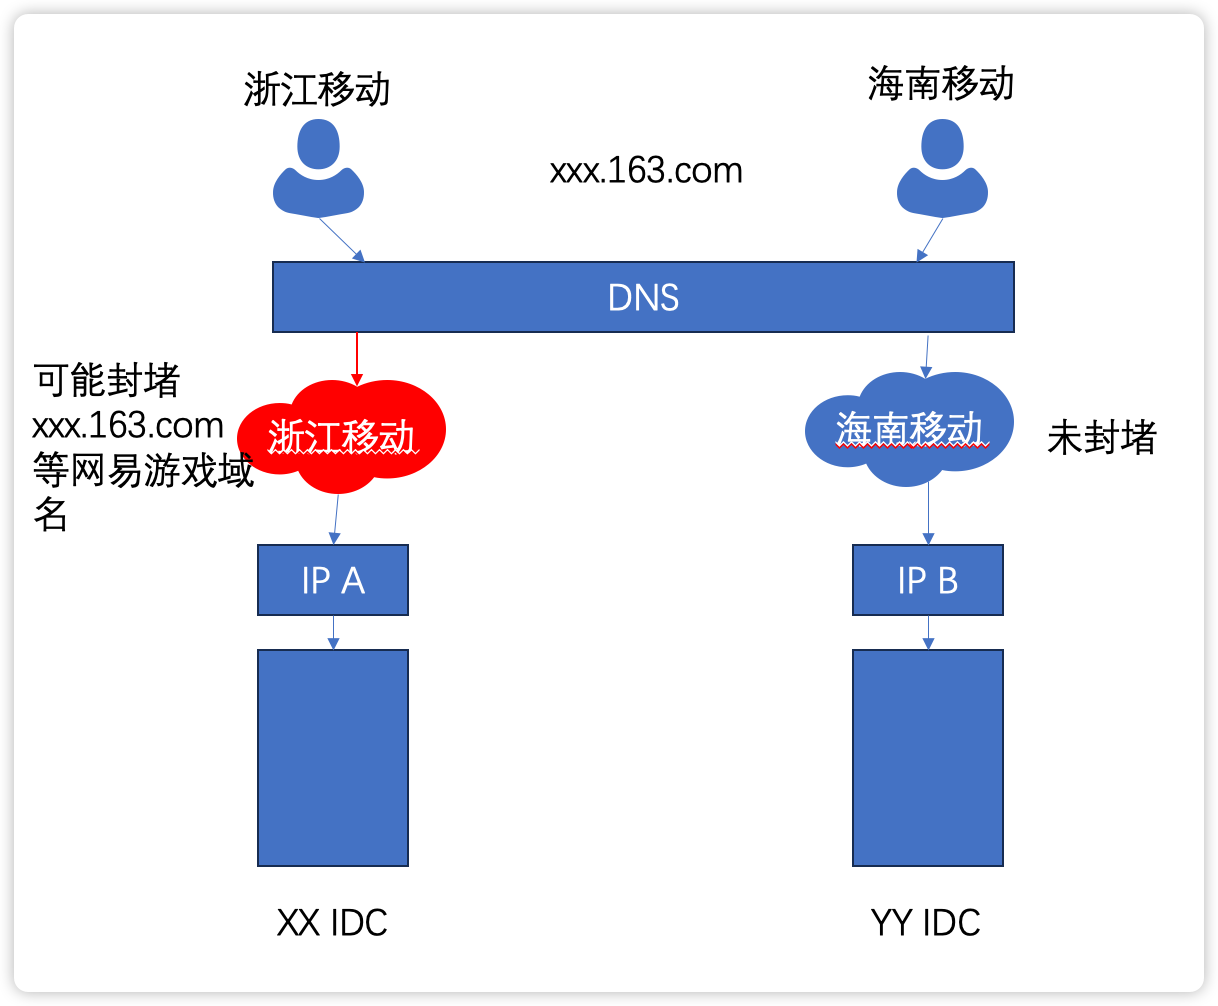 浙江移动
海南移动
xxx.163.com
DNS
可能封堵
xxx.163.com
等网易游戏域
名
浙江移动
海南移动
未封堵
IP A
IP B
XX IDC
YY IDC